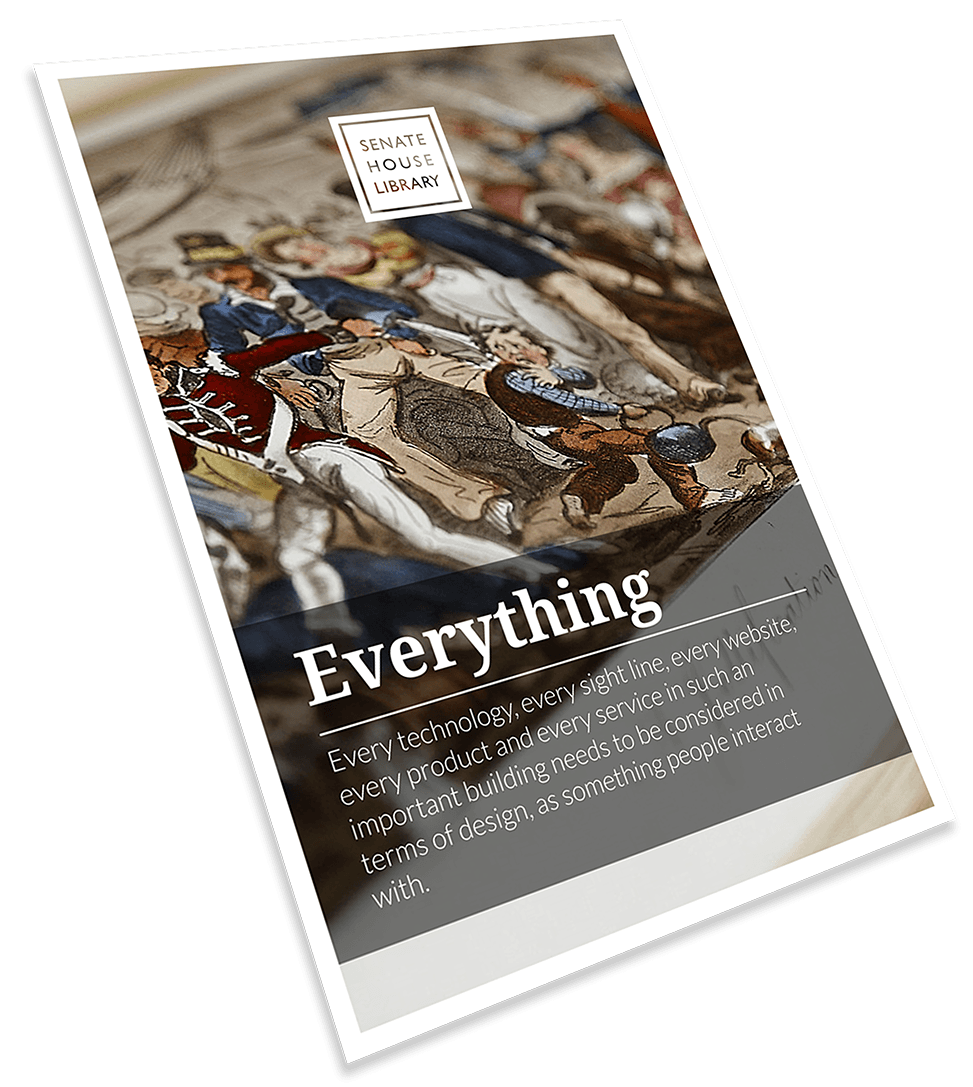 SENATE
HOUSE
LIBRARY
Everything
Every technology, every sight line, every website,
every product and every service in such an
important building needs to be considered in
terms of design, as something people interact
with.